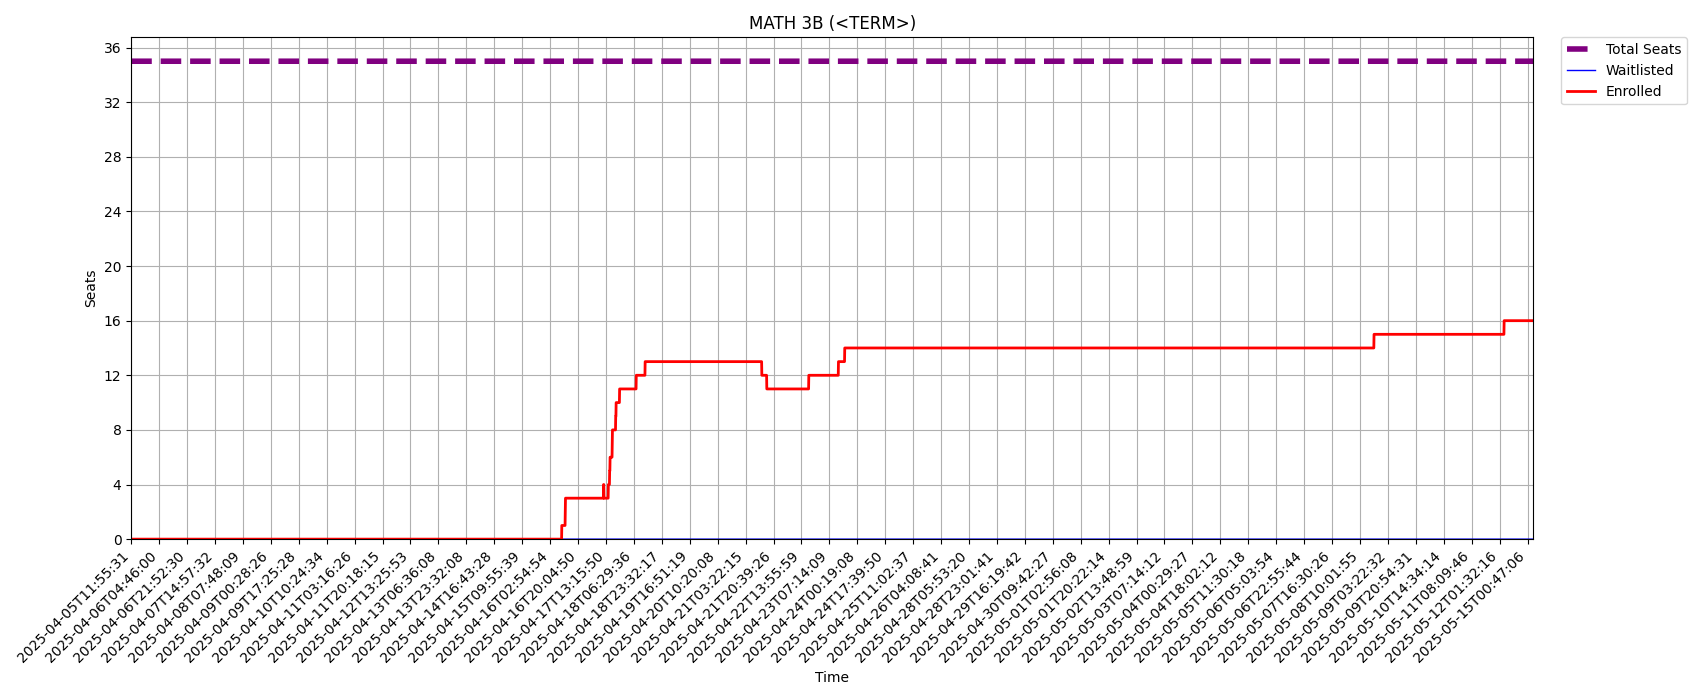 MATH 3B (<TERM>)
Total Seats
Waitlisted
Enrolled
Seats
36
32
28
24
20
16
12
8
4
0
2025-04-05T11:55:31
2025-04-06T04:46:00
2025-04-06T21:52:30
2025-04-07T14:57:32
2025-04-08T07:48:09
2025-04-09T00:28:26
2025-04-09T17:25:28
2025-04-10T10:24:34
2025-04-11T03:16:26
2025-04-11T20:18:15
2025-04-12T13:25:53
2025-04-13T06:36:08
2025-04-13T23:32:08
2025-04-14T16:43:28
2025-04-15T09:55:39
2025-04-16T02:54:54
2025-04-16T20:04:50
2025-04-17T13:15:50
2025-04-18T06:29:36
2025-04-18T23:32:17
2025-04-19T16:51:19
2025-04-20T10:20:08
2025-04-21T03:22:15
2025-04-21T20:39:26
2025-04-22T13:55:59
2025-04-23T07:14:09
2025-04-24T00:19:08
2025-04-24T17:39:50
2025-04-25T11:02:37
2025-04-26T04:08:41
2025-04-28T05:53:20
2025-04-28T23:01:41
2025-04-29T16:19:42
2025-04-30T09:42:27
2025-05-01T02:56:08
2025-05-01T20:22:14
2025-05-02T13:48:59
2025-05-03T07:14:12
2025-05-04T00:29:27
2025-05-04T18:02:12
2025-05-05T11:30:18
2025-05-06T05:03:54
2025-05-06T22:55:44
2025-05-07T16:30:26
2025-05-08T10:01:55
2025-05-09T03:22:32
2025-05-09T20:54:31
2025-05-10T14:34:14
2025-05-11T08:09:46
2025-05-12T01:32:16
2025-05-15T00:47:06
Time